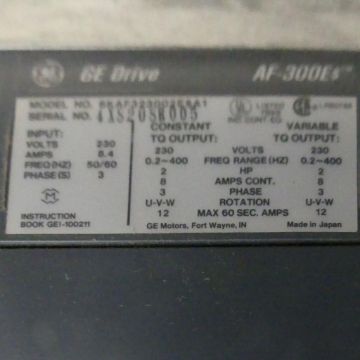 GE Drive AF-300Es™
MODEL NO.
SERIAL NO.
CONSTANT VARIABLE
INPUT: TQ OUTPUT: TQ OUTPUT:
VOLTS 230 230 VOLTS 230
AMPS 8.4 0.2~400 FREQ RANGE (HZ) 0.2~400
FREQ (HZ) 50/60 2 HP 2
PHASE (S) 3 8 AMPS CONT. 8
3 PHASE 3
U-V-W ROTATION U-V-W
INSTRUCTION 12 MAX 60 SEC. AMPS 12
BOOK GEI-100211 GE Motors, Fort Wayne, IN Made in Japan